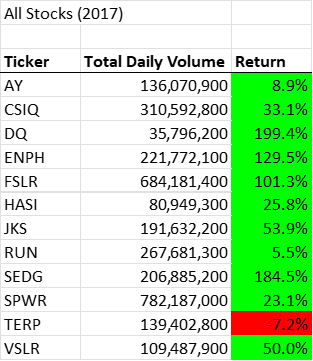 All Stocks (2017)
Ticker Total Daily Volume Return
AY 136,070,900 8.9%
CSIQ 310,592,800 33.1%
DQ 35,796,200 199.4%
ENPH 221,772,100 129.5%
FSLR 684,181,400 101.3%
HASI 80,949,300 25.8%
JKS 191,632,200 53.9%
RUN 267,681,300 5.5%
SEDG 206,885,200 184.5%
SPWR 782,187,000 23.1%
TERP 139,402,800 -7.2%
VSLR 109,487,900 50.0%